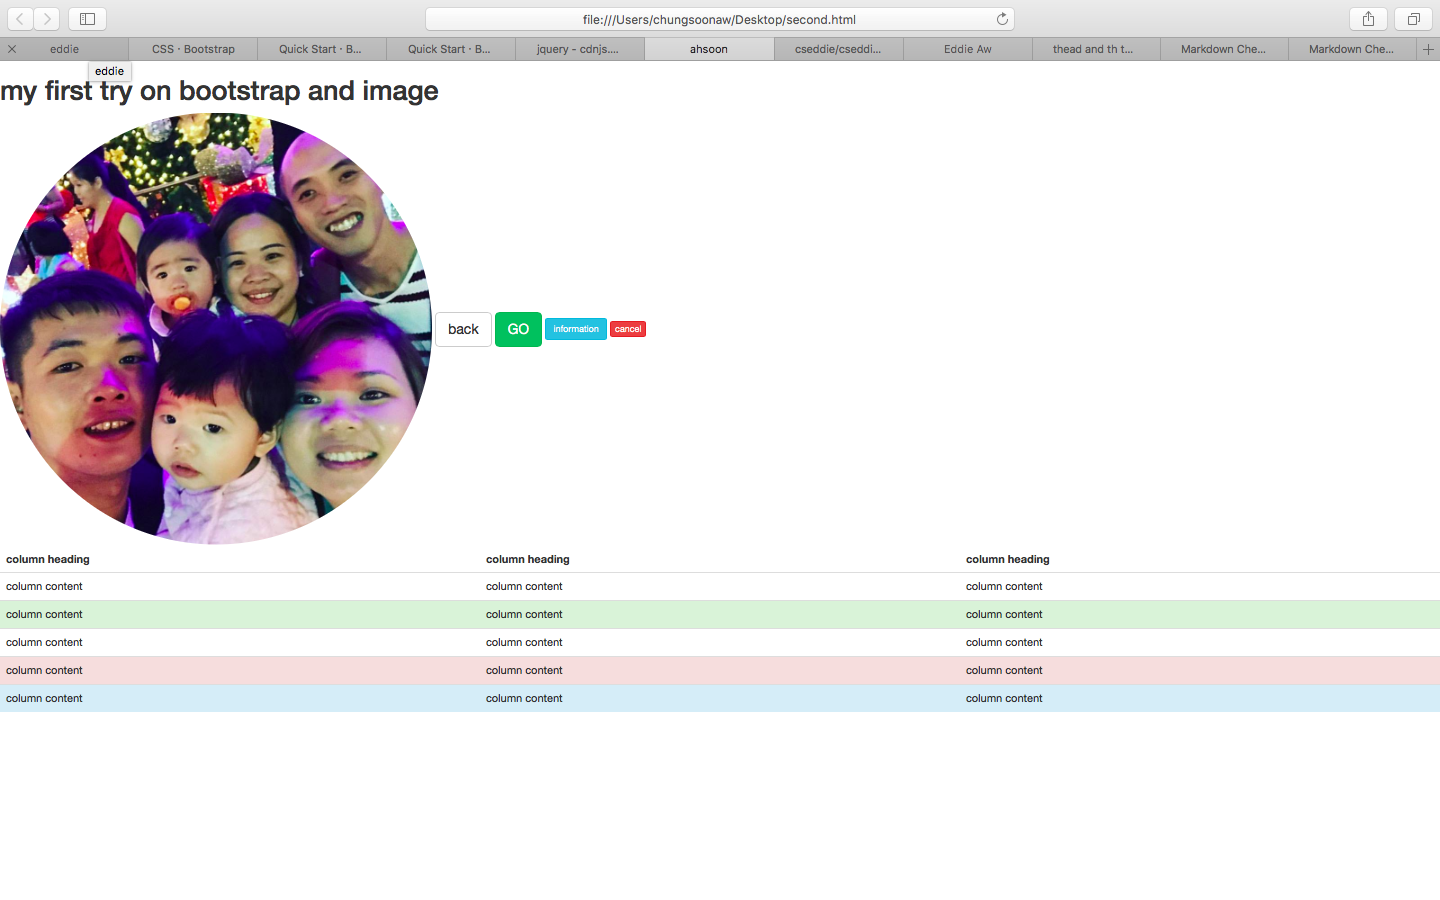 file:///Users/chungsoonaw/Desktop/second.html
eddie
CSS · Bootstrap
Quick Start · B...
Quick Start · B...
jquery - cdnjs....
ahsoon
cseddie/cseddi...
Eddie Aw
thead and th t...
Markdown Che...
Markdown Che...
eddie
my first try on bootstrap and image
back GO information cancel
column heading column heading column heading
column content column content column content
column content column content column content
column content column content column content
column content column content column content
column content column content column content